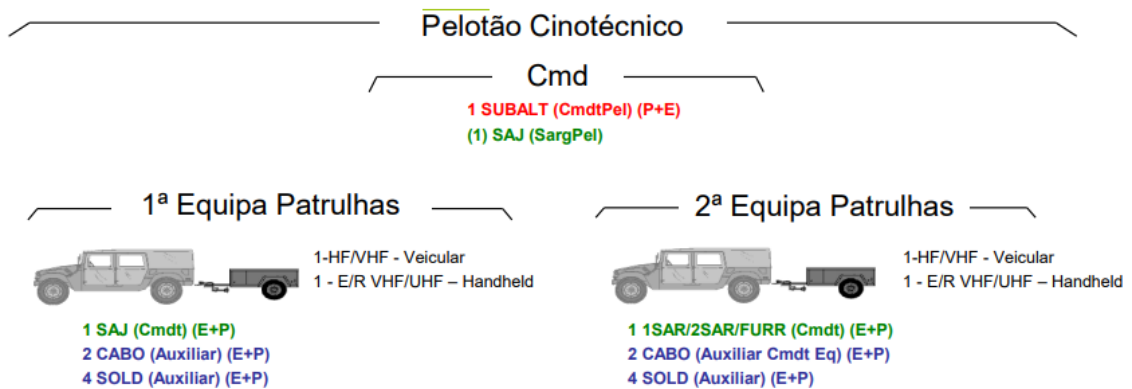 Pelotão Cinotécnico
Cmd
1 SUBALT (CmdtPel) (P+E)
(1) SAJ (SargPel)
1ª Equipa Patrulhas
1-HF/VHF - Veicular
1 - E/R VHF/UHF – Handheld
1 SAJ (Cmdt) (E+P)
2 CABO (Auxiliar) (E+P)
4 SOLD (Auxiliar) (E+P)
2ª Equipa Patrulhas
1-HF/VHF - Veicular
1 - E/R VHF/UHF – Handheld
1 1SAR/2SAR/FURR (Cmdt) (E+P)
2 CABO (Auxiliar Cmdt Eq) (E+P)
4 SOLD (Auxiliar) (E+P)